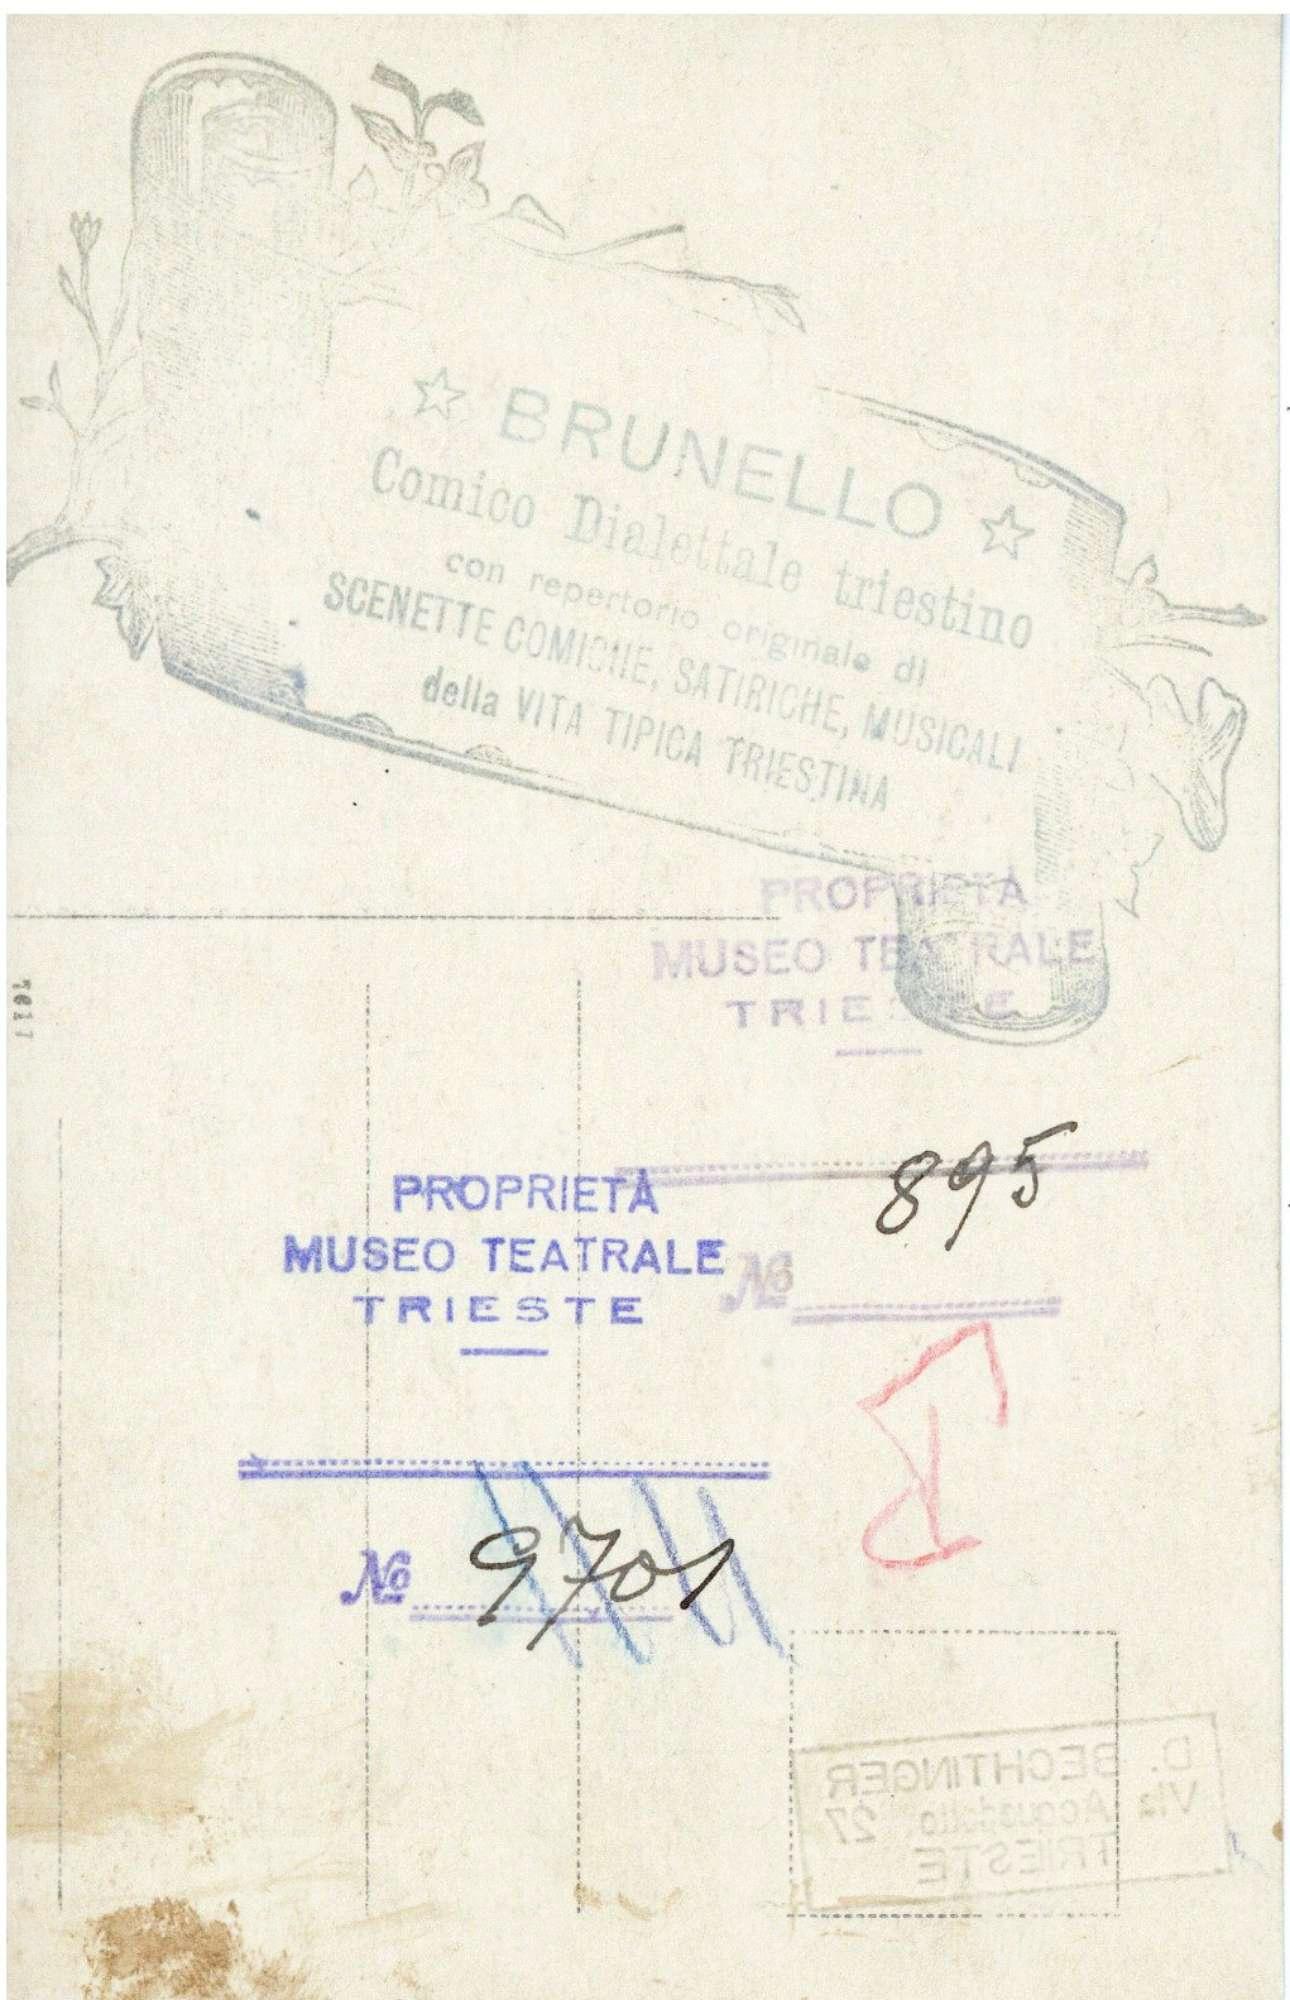 ☆ BRUNELLO ☆
Comico Dialettale triestino
con repertorio originale di
SCENETTE COMICHE, SATIRICHE, MUSICALI
della VITA TIPICA TRIESTINA
PROPRIETÀ
MUSEO TEATRALE
TRIESTE
895
No
7617
PROPRIETÀ
MUSEO TEATRALE
TRIESTE
No 9701
D. BECHTINGER
Via Acquedotto 27
TRIESTE